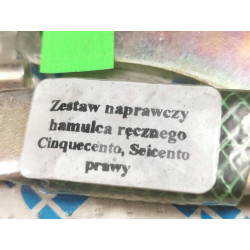 Zestaw naprawczy
hamulca ręcznego
Cinquecento, Seicento
prawy